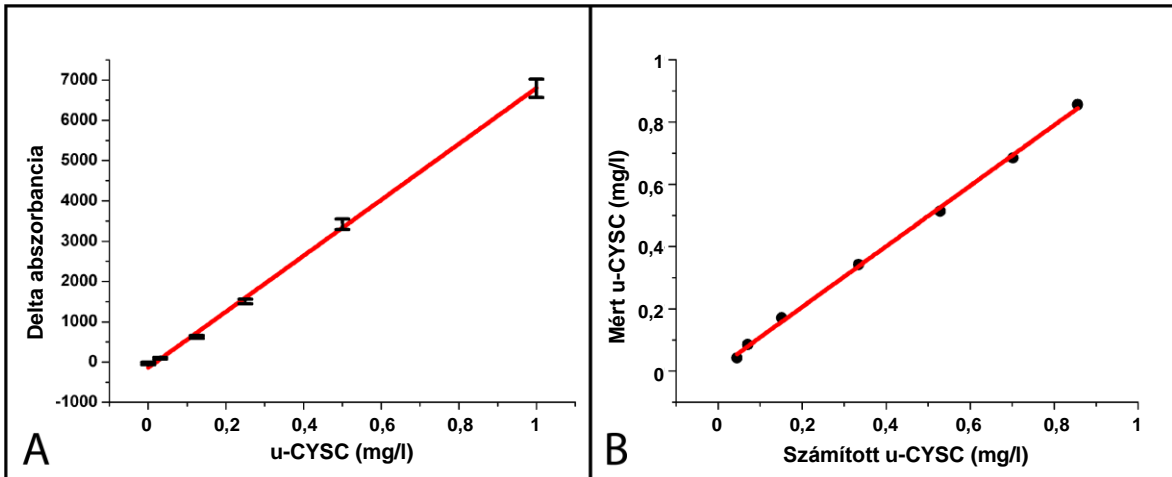 Delta abszorbancia
7000
6000
5000
4000
3000
2000
1000
0
-1000
0 0,2 0,4 0,6 0,8 1
u-CYSC (mg/l)
A
Mért u-CYSC (mg/l)
1
0,8
0,6
0,4
0,2
0
0 0,2 0,4 0,6 0,8 1
Számított u-CYSC (mg/l)
B